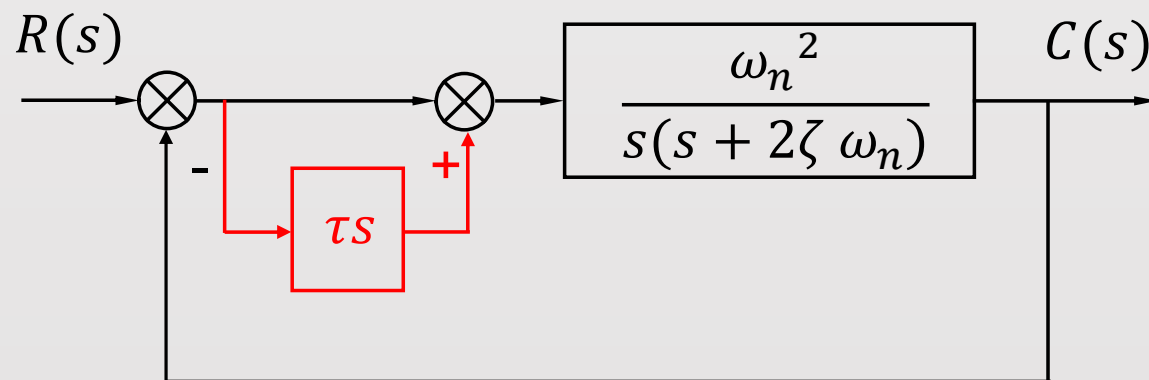 R(s)
C(s)
ωₙ²
s(s + 2ζ ωₙ)
-
+
τs